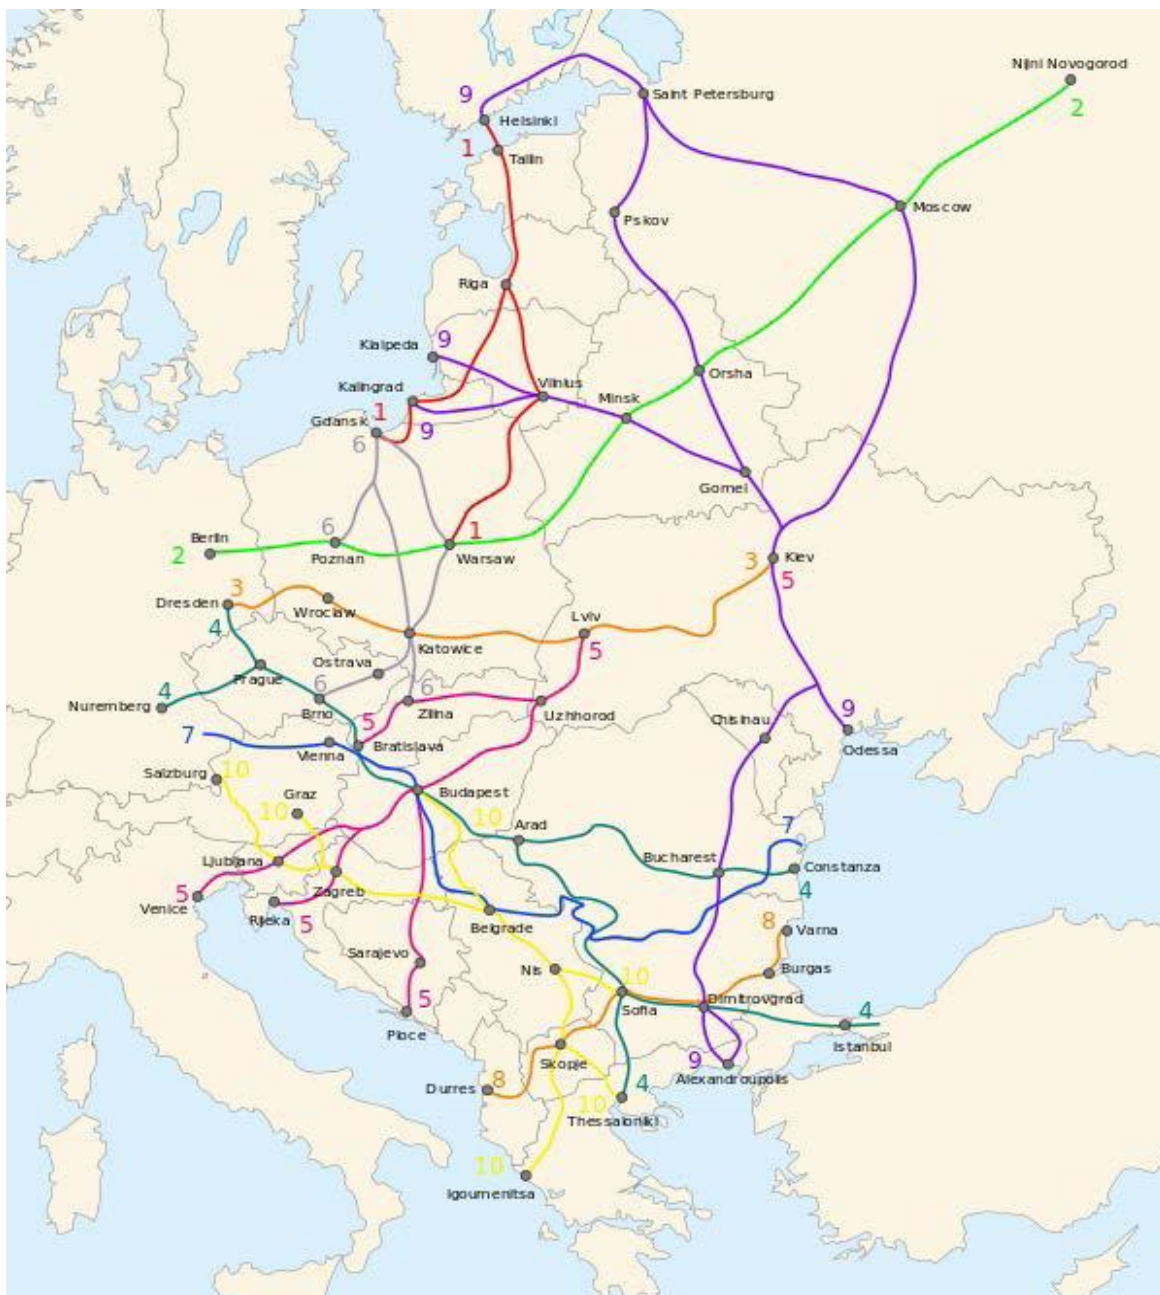 Nijni Novogorod
2
9
Saint Petersburg
Helsinki
1
Talin
Moscow
Pskov
Riga
Klaipeda
9
Kalingrad
Vilnius
Orsha
Minsk
1
Gdansk
9
6
Gomel
6
1
Berlin
2
Poznan
Warsaw
3
Kiev
5
3
Dresden
Wroclaw
Lviv
4
Katowice
5
Ostrava
Prague
6
6
4
Nuremberg
Brno
Zilina
Uzhhorod
9
5
Chisinau
7
Bratislava
Vienna
Odessa
Salzburg
10
Graz
Budapest
10
10
Arad
7
Ljubljana
Bucharest
Constanza
5
Zagreb
4
Venice
Rijeka
5
Belgrade
8
Varna
Sarajevo
Nis
10
Burgas
5
Sofia
Dimitrovgrad
4
Ploce
Istanbul
Skopje
9
Durres
8
4
Alexandroupolis
10
Thessaloniki
10
Igoumenitsa